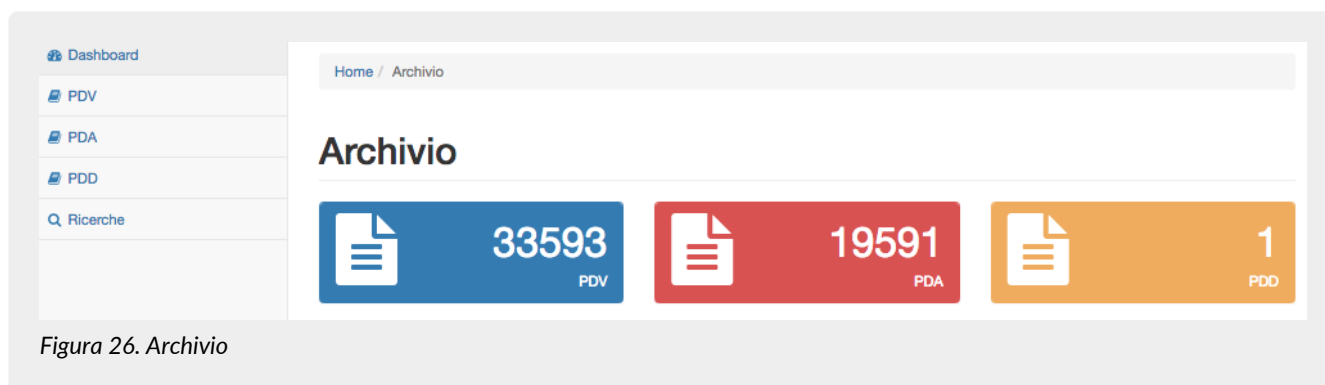 Dashboard
PDV
PDA
PDD
Ricerche
Home / Archivio
Archivio
33593
PDV
19591
PDA
1
PDD
Figura 26. Archivio